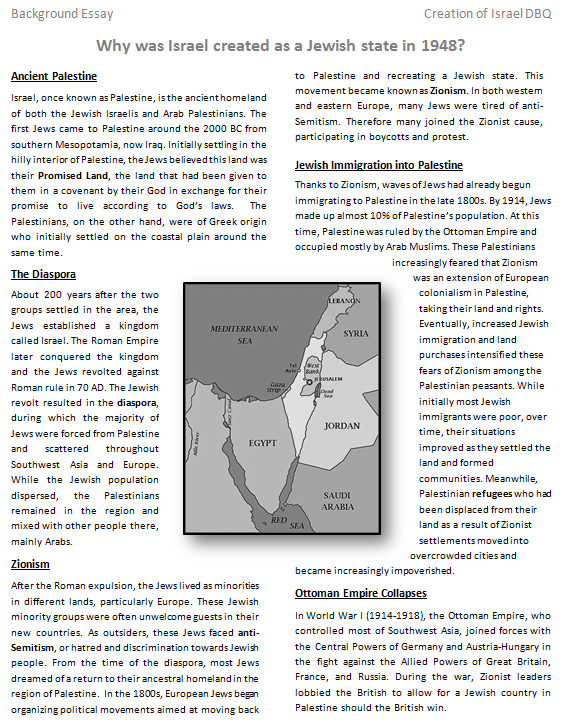 Background Essay
Creation of Israel DBQ
Why was Israel created as a Jewish state in 1948?
Ancient Palestine
Israel, once known as Palestine, is the ancient homeland
of both the Jewish Israelis and Arab Palestinians. The
first Jews came to Palestine around the 2000 BC from
southern Mesopotamia, now Iraq. Initially settling in the
hilly interior of Palestine, the Jews believed this land was
their Promised Land, the land that had been given to
them in a covenant by their God in exchange for their
promise to live according to God's laws. The
Palestinians, on the other hand, were of Greek origin
who initially settled on the coastal plain around the
same time.
The Diaspora
About 200 years after the two
groups settled in the area, the
Jews established a kingdom
called Israel. The Roman Empire
later conquered the kingdom
and the Jews revolted against
Roman rule in 70 AD. The Jewish
revolt resulted in the diaspora,
during which the majority of
Jews were forced from Palestine
and scattered throughout
Southwest Asia and Europe.
While the Jewish population
dispersed, the Palestinians
remained in the region and
mixed with other people there,
mainly Arabs.
Zionism
After the Roman expulsion, the Jews lived as minorities
in different lands, particularly Europe. These Jewish
minority groups were often unwelcome guests in their
new countries. As outsiders, these Jews faced anti-
Semitism, or hatred and discrimination towards Jewish
people. From the time of the diaspora, most Jews
dreamed of a return to their ancestral homeland in the
region of Palestine. In the 1800s, European Jews began
organizing political movements aimed at moving back
to Palestine and recreating a Jewish state. This
movement became known as Zionism. In both western
and eastern Europe, many Jews were tired of anti-
Semitism. Therefore many joined the Zionist cause,
participating in boycotts and protest.
Jewish Immigration into Palestine
Thanks to Zionism, waves of Jews had already begun
immigrating to Palestine in the late 1800s. By 1914, Jews
made up almost 10% of Palestine's population. At this
time, Palestine was ruled by the Ottoman Empire and
occupied mostly by Arab Muslims. These Palestinians
increasingly feared that Zionism
was an extension of European
colonialism in Palestine,
taking their land and rights.
Eventually, increased Jewish
immigration and land
purchases intensified these
fears of Zionism among the
Palestinian peasants. While
initially most Jewish
immigrants were poor, over
time, their situations
improved as they settled the
land and formed
communities. Meanwhile,
Palestinian refugees who had
been displaced from their
land as a result of Zionist
settlements moved into
overcrowded cities and
became increasingly impoverished.
Ottoman Empire Collapses
In World War I (1914-1918), the Ottoman Empire, who
controlled most of Southwest Asia, joined forces with
the Central Powers of Germany and Austria-Hungary in
the fight against the Allied Powers of Great Britain,
France, and Russia. During the war, Zionist leaders
lobbied the British to allow for a Jewish country in
Palestine should the British win.
LEBANON
MEDITERRANEAN
SEA
SYRIA
Tel
Aviv
West
Bank
JERUSALEM
Gaza
Strip
Dead
Sea
Suez Canal
Nile River
JORDAN
EGYPT
SAUDI
ARABIA
RED
SEA